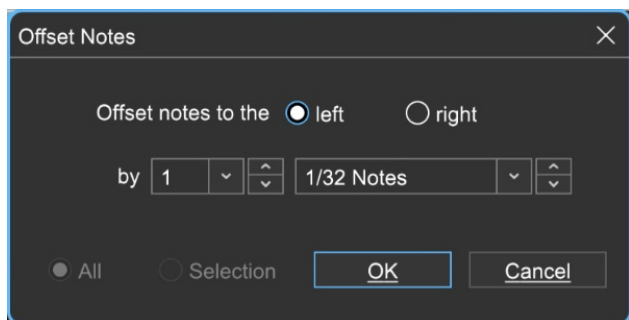 Offset Notes
Offset notes to the left right
by 1 1/32 Notes
All Selection OK Cancel